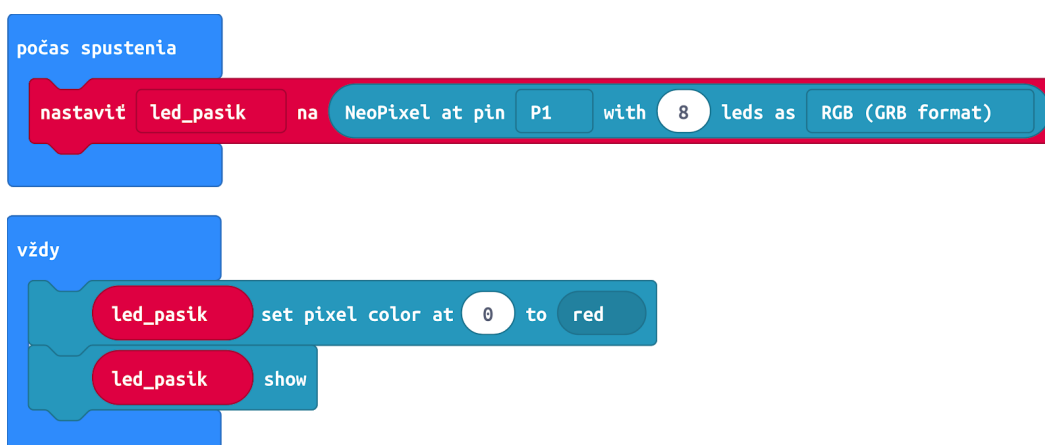 počas spustenia
nastaviť led_pasik na NeoPixel at pin P1 with 8 leds as RGB (GRB format)
vždy
led_pasik set pixel color at 0 to red
led_pasik show